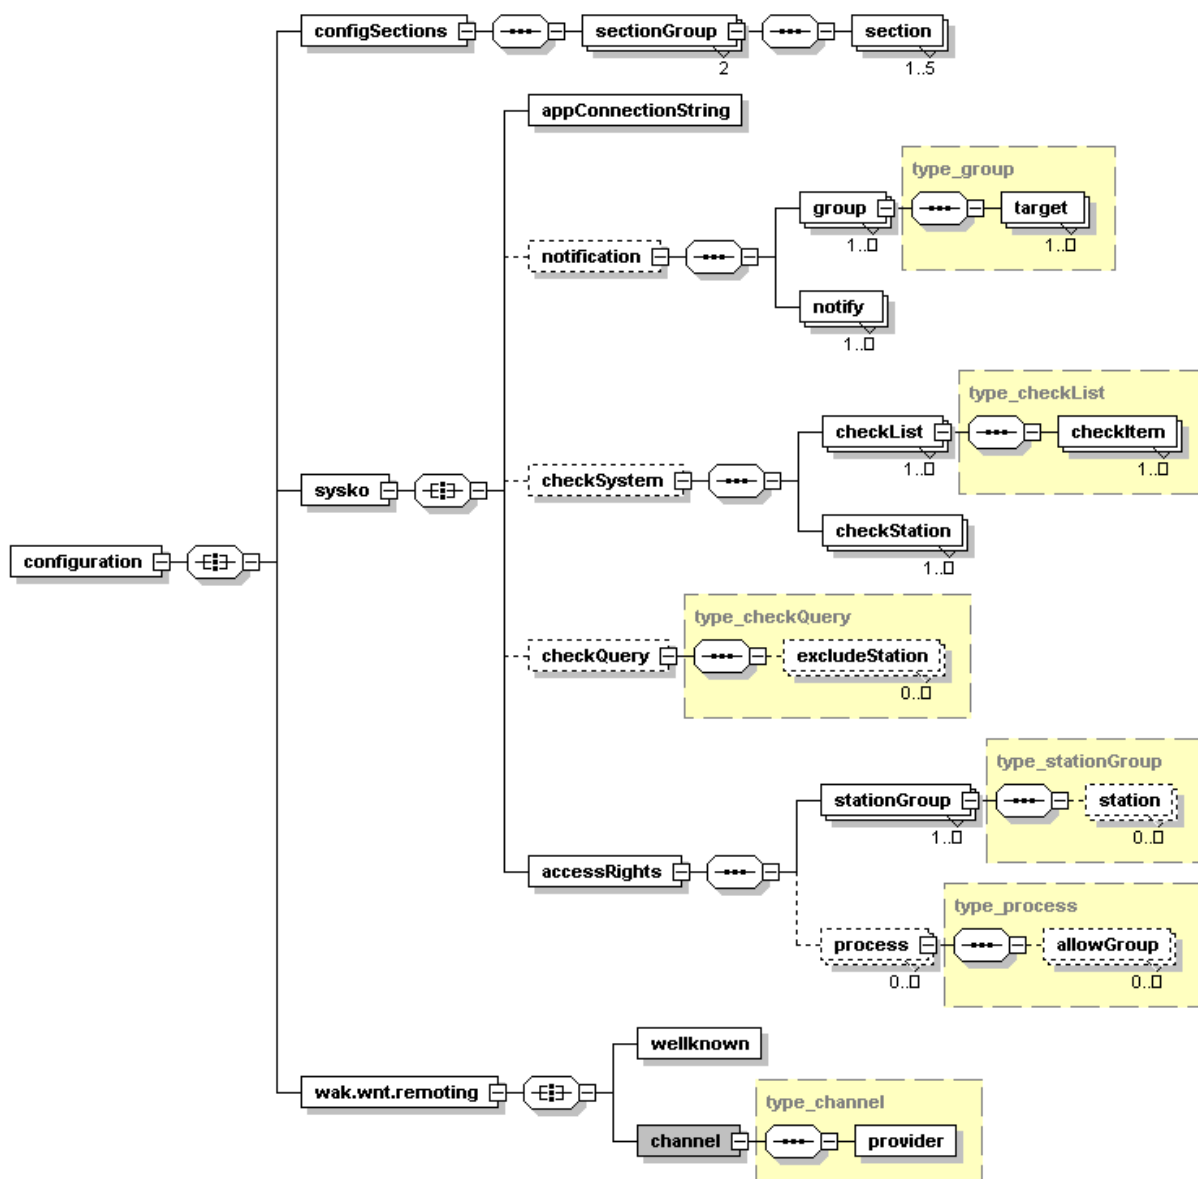 configSections
sectionGroup
section
2
1..5
appConnectionString
type_group
group
target
1..
1..
notification
notify
1..
type_checkList
checkList
checkItem
1..
1..
checkSystem
sysko
checkStation
1..
configuration
type_checkQuery
checkQuery
excludeStation
0..
type_stationGroup
stationGroup
station
1..
0..
accessRights
type_process
process
allowGroup
0..
0..
wellknown
wak.wnt.remoting
type_channel
channel
provider